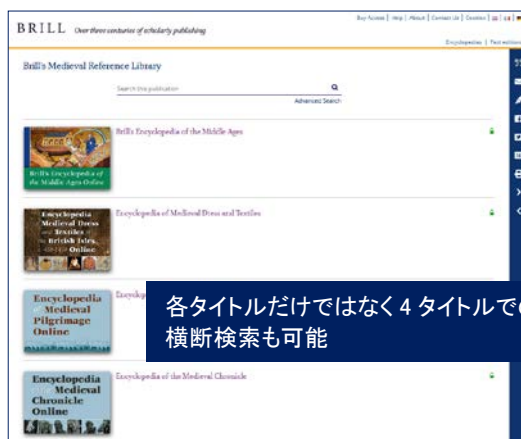 Buy Access | Help | About | Contact Us | Cookies
BRILL Over three centuries of scholarly publishing
Encyclopedias | Text editions
Brill's Medieval Reference Library
Search this publication
Advanced Search
Brill's Encyclopedia of the Middle Ages
Brill's Encyclopedia of
the Middle Ages Online
Encyclopedia of Medieval Dress and Textiles
Encyclopedia
Medieval Dress
and Textiles
of the
British Isles
Online
Encyclop
Encyclopedia
of Medieval
Pilgrimage
Online
各タイトルだけではなく4タイトルでの
横断検索も可能
Encyclopedia of the Medieval Chronicle
Encyclopedia
of the Medieval
Chronicle
Online